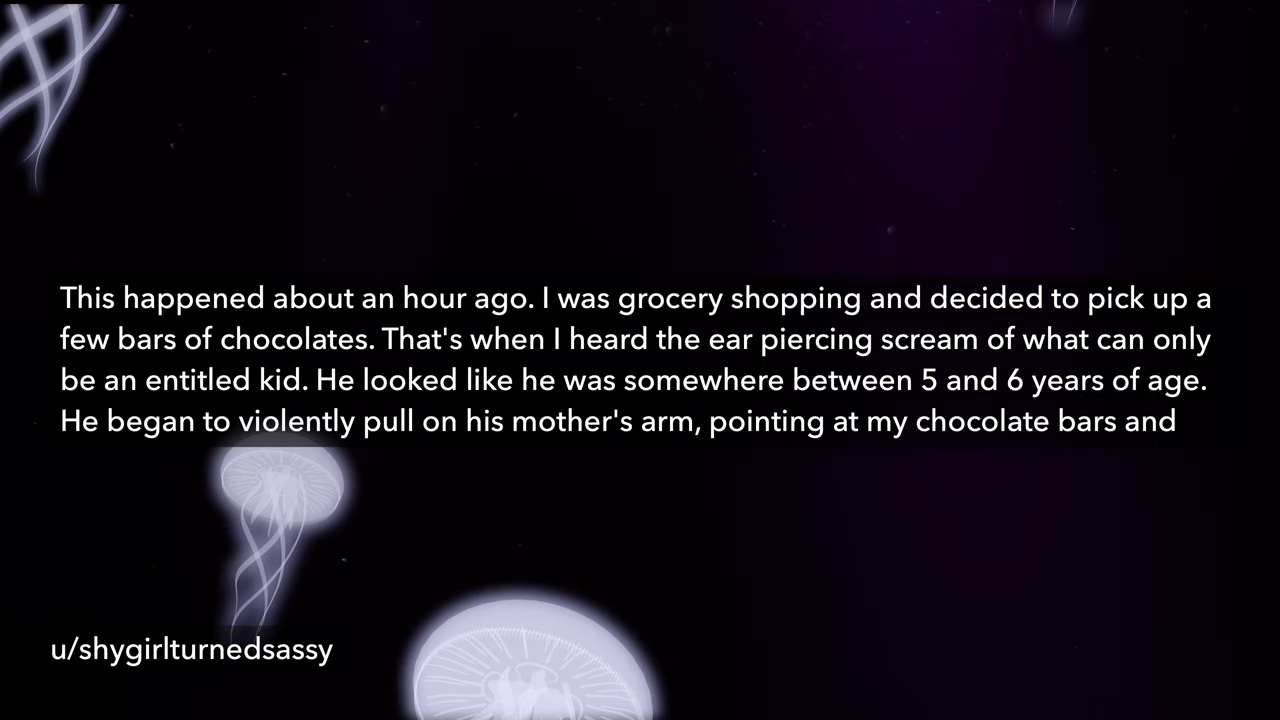 This happened about an hour ago. I was grocery shopping and decided to pick up a
few bars of chocolates. That's when I heard the ear piercing scream of what can only
be an entitled kid. He looked like he was somewhere between 5 and 6 years of age.
He began to violently pull on his mother's arm, pointing at my chocolate bars and
u/shygirlturnedsassy